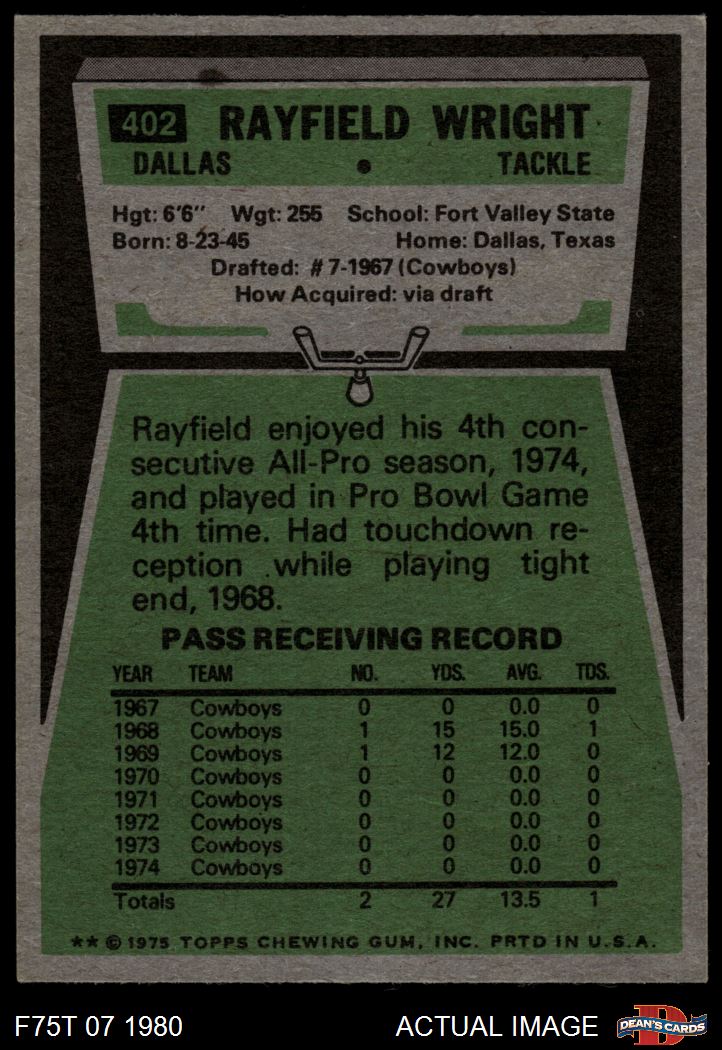 402 RAYFIELD WRIGHT
DALLAS • TACKLE
Hgt: 6'6" Wgt: 255 School: Fort Valley State
Born: 8-23-45 Home: Dallas, Texas
Drafted: #7-1967 (Cowboys)
How Acquired: via draft
Rayfield enjoyed his 4th con-
secutive All-Pro season, 1974,
and played in Pro Bowl Game
4th time. Had touchdown re-
ception while playing tight
end, 1968.
PASS RECEIVING RECORD
YEAR TEAM NO. YDS. AVG. TDS.
1967 Cowboys 0 0 0.0 0
1968 Cowboys 1 15 15.0 1
1969 Cowboys 1 12 12.0 0
1970 Cowboys 0 0 0.0 0
1971 Cowboys 0 0 0.0 0
1972 Cowboys 0 0 0.0 0
1973 Cowboys 0 0 0.0 0
1974 Cowboys 0 0 0.0 0
Totals 2 27 13.5 1
** © 1975 TOPPS CHEWING GUM, INC. PRTD IN U.S.A.
F75T 07 1980 ACTUAL IMAGE D DEAN'S CARDS